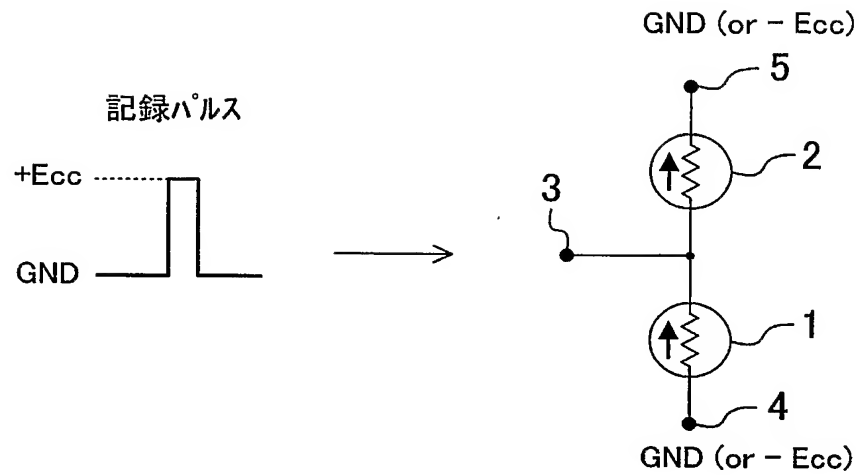 GND (or - Ecc)
5
記録パルス
+Ecc
2
3
GND
1
4
GND (or - Ecc)